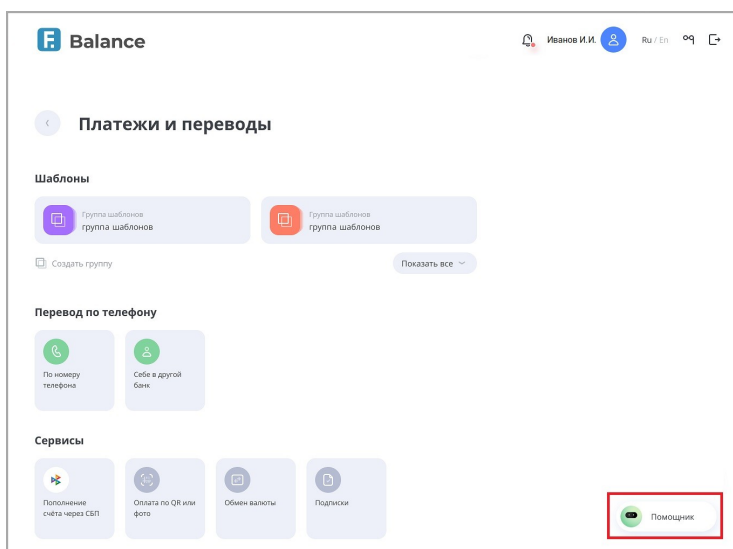 F. Balance
Иванов И.И.
Ru / En
Платежи и переводы
Шаблоны
Группа шаблонов
группа шаблонов
Группа шаблонов
группа шаблонов
Создать группу
Показать все
Перевод по телефону
По номеру
телефона
Себе в другой
банк
Сервисы
Пополнение
счёта через СБП
Оплата по QR или
фото
Обмен валюты
Подписки
Помощник